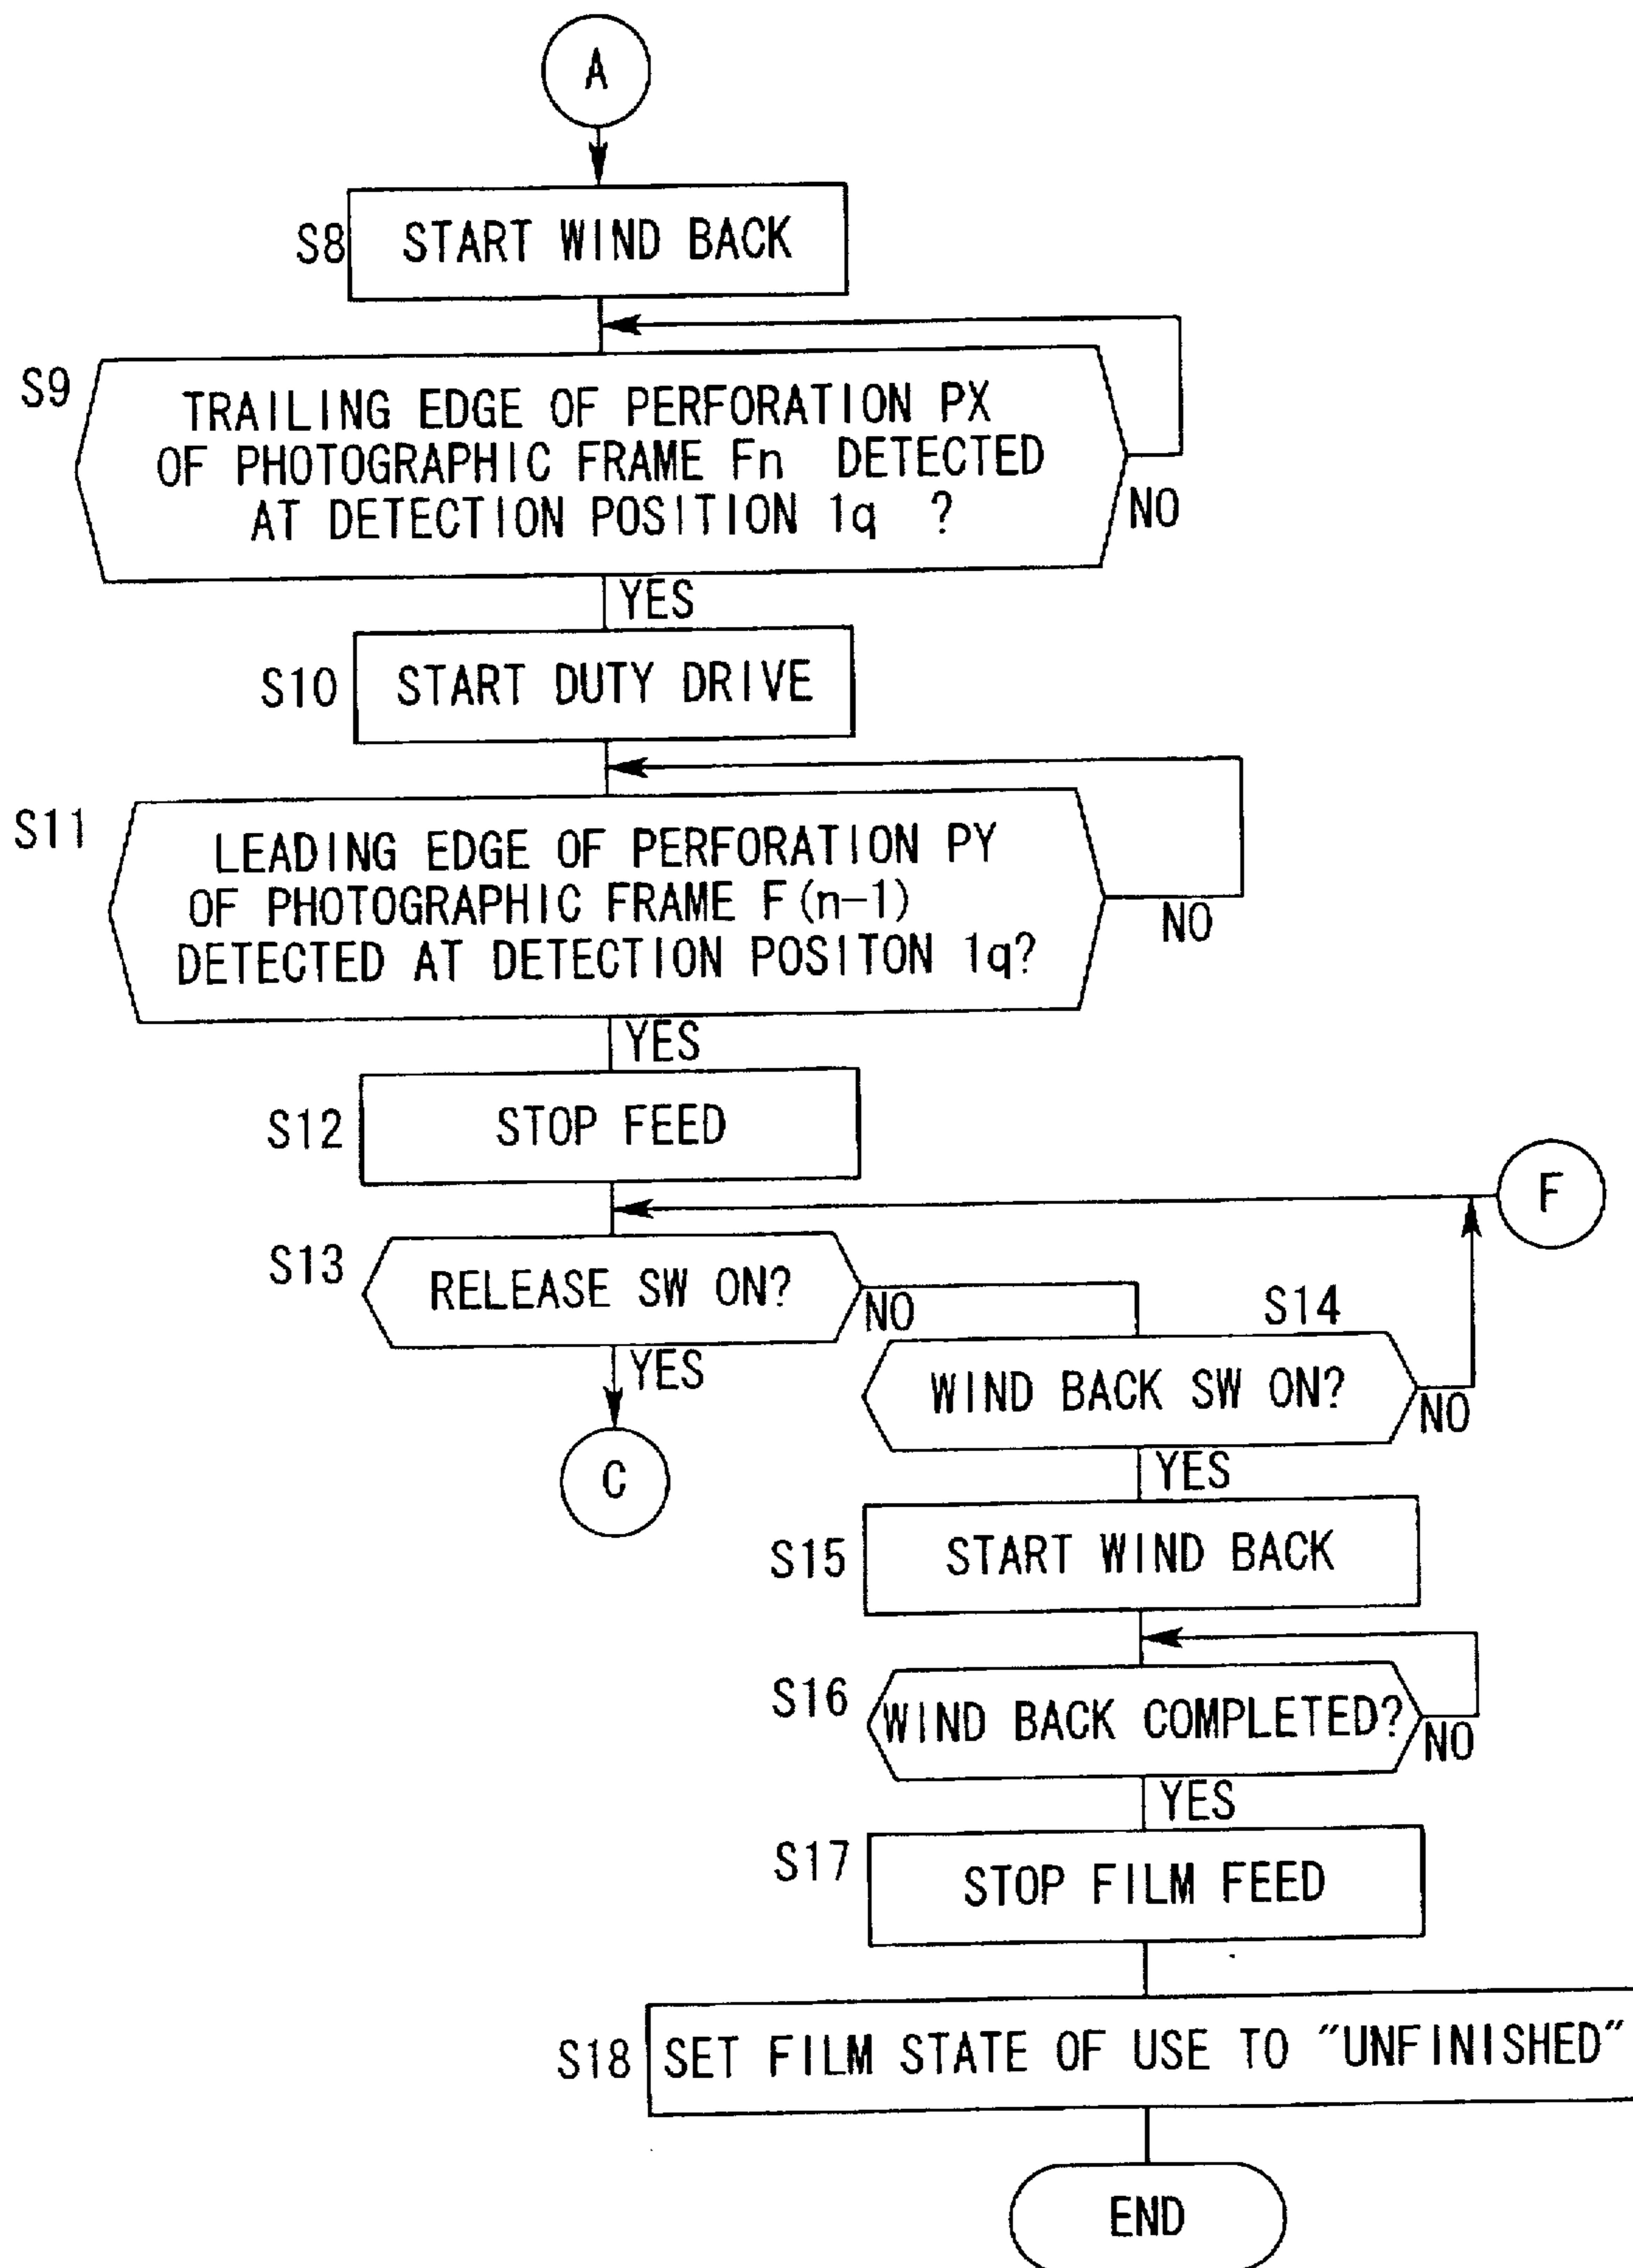 A
S8
START WIND BACK
S9
TRAILING EDGE OF PERFORATION PX
OF PHOTOGRAPHIC FRAME Fn DETECTED
AT DETECTION POSITION 1q ?
NO
YES
S10
START DUTY DRIVE
S11
LEADING EDGE OF PERFORATION PY
OF PHOTOGRAPHIC FRAME F(n-1)
DETECTED AT DETECTION POSITON 1q?
NO
YES
S12
STOP FEED
F
S13
RELEASE SW ON?
NO
YES
C
S14
WIND BACK SW ON?
NO
YES
S15
START WIND BACK
S16
WIND BACK COMPLETED?
NO
YES
S17
STOP FILM FEED
S18
SET FILM STATE OF USE TO "UNFINISHED"
END